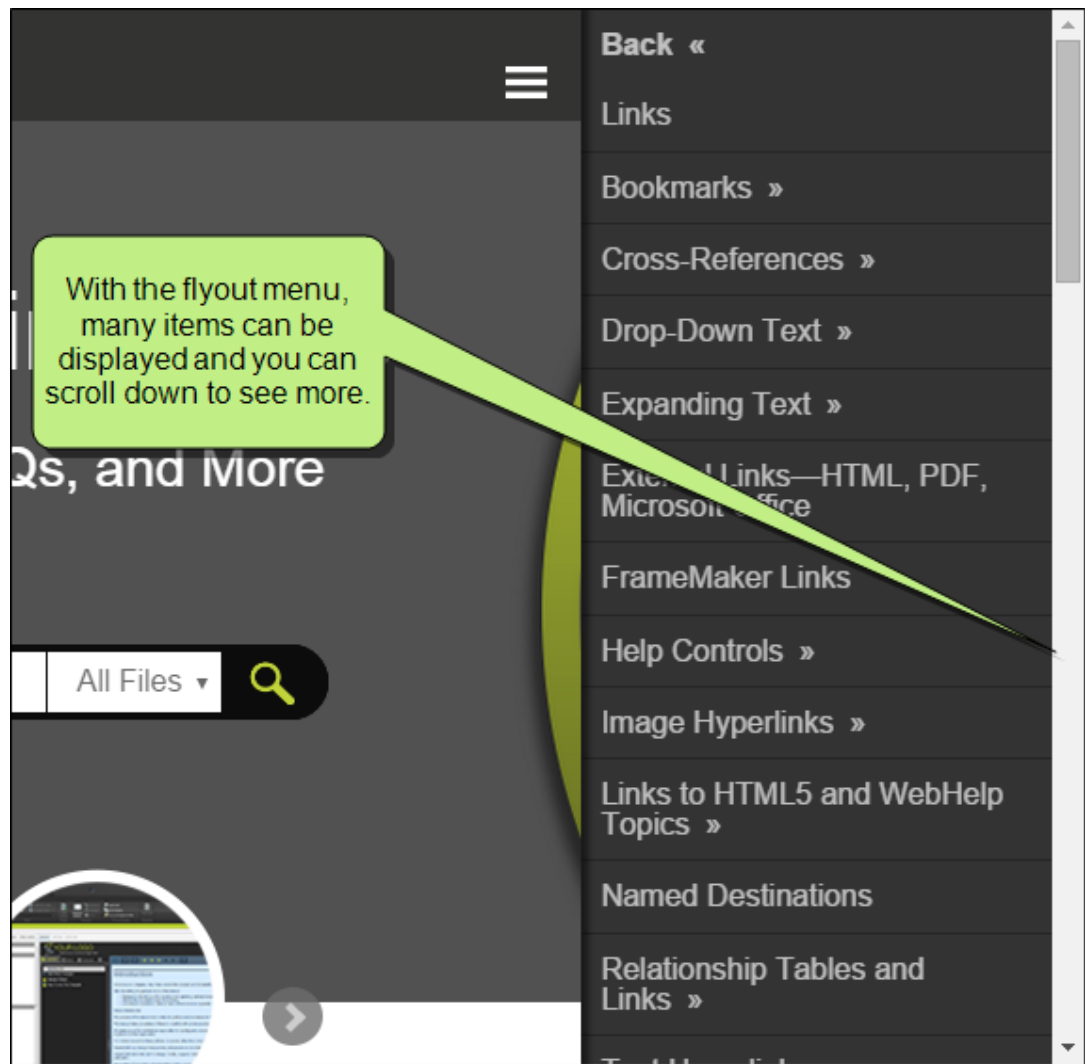 Back «
Links
Bookmarks »
Cross-References »
Drop-Down Text »
Expanding Text »
Links—HTML, PDF,
Microsoft
FrameMaker Links
Help Controls »
Image Hyperlinks »
Links to HTML5 and WebHelp
Topics »
Named Destinations
Relationship Tables and
Links »
With the flyout menu,
many items can be
displayed and you can
scroll down to see more.
Qs, and More
All Files ▾